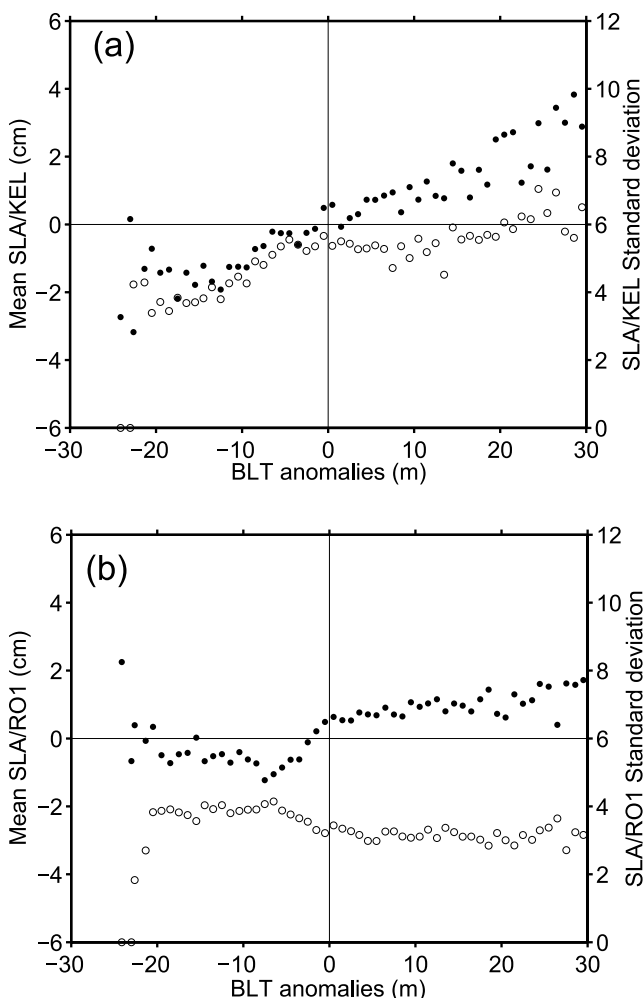 (a)
6
4
2
0
−2
−4
−6
Mean SLA/KEL (cm)
12
10
8
6
4
2
0
SLA/KEL Standard deviation
−30 −20 −10 0 10 20 30
BLT anomalies (m)
(b)
6
4
2
0
−2
−4
−6
Mean SLA/RO1 (cm)
12
10
8
6
4
2
0
SLA/RO1 Standard deviation
−30 −20 −10 0 10 20 30
BLT anomalies (m)